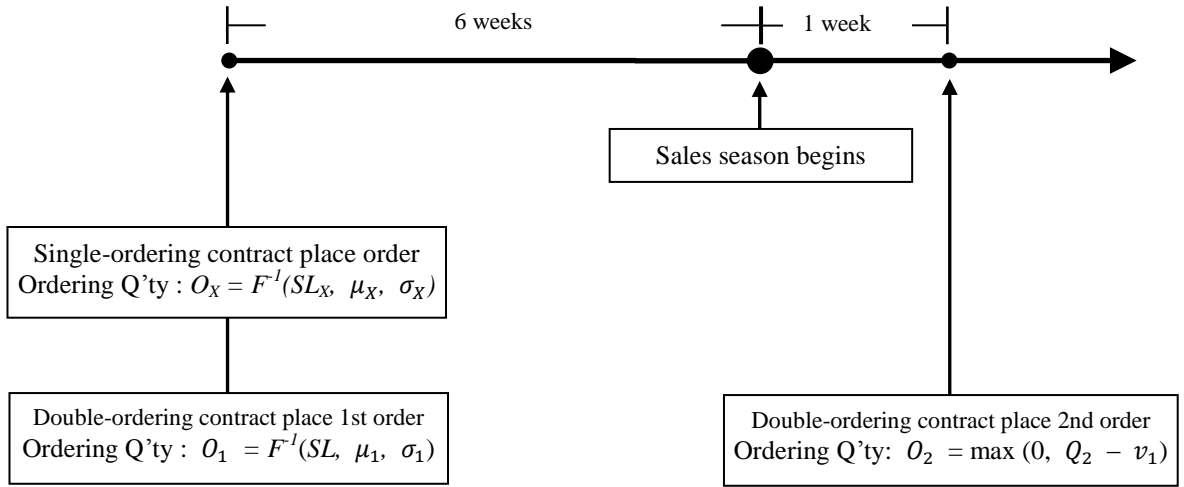 6 weeks
1 week
Sales season begins
Single-ordering contract place order
Ordering Q’ty : O_X = F^{-1}(SL_X, μ_X, σ_X)
Double-ordering contract place 1st order
Ordering Q’ty : O_1 = F^{-1}(SL, μ_1, σ_1)
Double-ordering contract place 2nd order
Ordering Q’ty: O_2 = max (0, Q_2 − v_1)